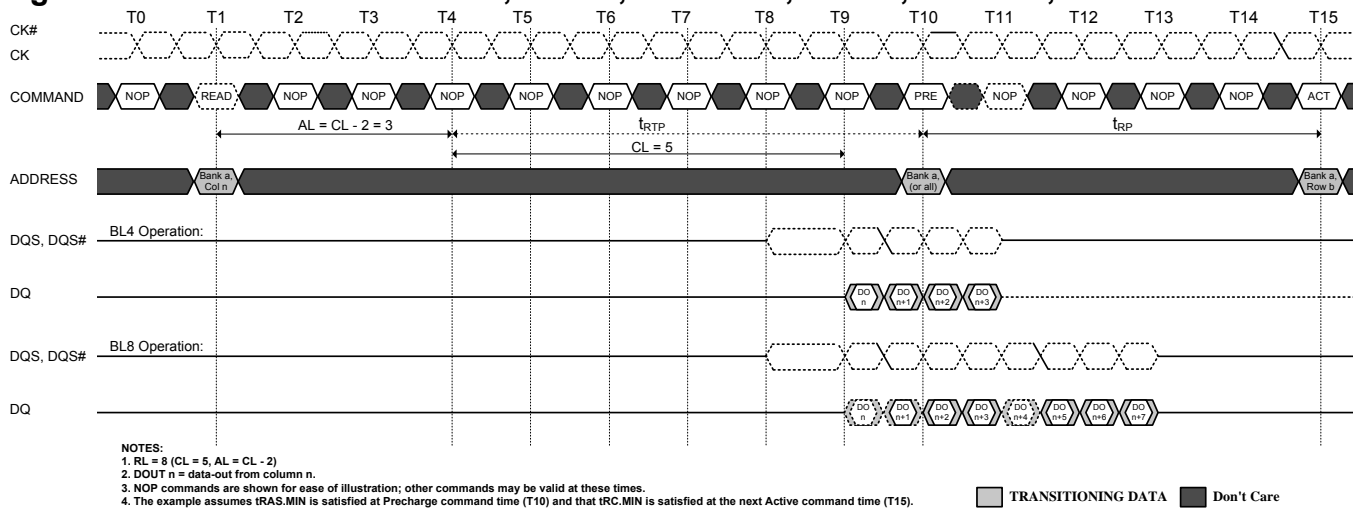 T0 T1 T2 T3 T4 T5 T6 T7 T8 T9 T10 T11 T12 T13 T14 T15
CK#
CK
COMMAND NOP READ NOP NOP NOP NOP NOP NOP NOP NOP PRE NOP NOP NOP NOP ACT
AL = CL - 2 = 3 tRTP tRP
CL = 5
ADDRESS Bank a, Col n Bank a, (or all) Bank a, Row b
DQS, DQS# BL4 Operation:
DQ DO n DO n+1 DO n+2 DO n+3
DQS, DQS# BL8 Operation:
DQ DO n DO n+1 DO n+2 DO n+3 DO n+4 DO n+5 DO n+6 DO n+7
NOTES:
1. RL = 8 (CL = 5, AL = CL - 2)
2. DOUT n = data-out from column n.
3. NOP commands are shown for ease of illustration; other commands may be valid at these times.
4. The example assumes tRAS.MIN is satisfied at Precharge command time (T10) and that tRC.MIN is satisfied at the next Active command time (T15).
TRANSITIONING DATA Don't Care